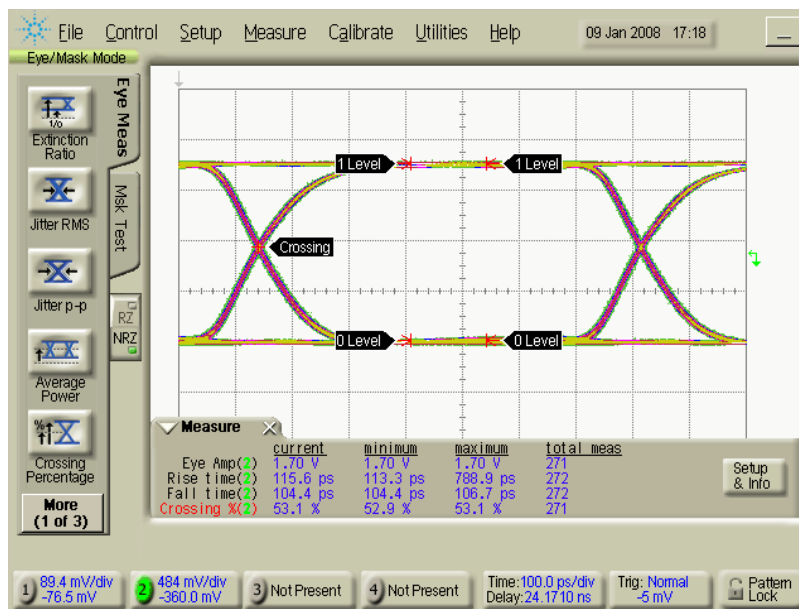 File Control Setup Measure Calibrate Utilities Help 09 Jan 2008 17:18
Eye/Mask Mode
Eye Meas
Msk Test
1/0
Extinction
Ratio
Jitter RMS
Jitter p-p
RZ
NRZ
Average
Power
%
Crossing
Percentage
More
(1 of 3)
1 Level 1 Level
Crossing
0 Level 0 Level
Measure
current minimum maximum total meas
Eye Amp(2) 1.70 V 1.70 V 1.70 V 271
Rise time(2) 115.6 ps 113.3 ps 788.9 ps 272
Fall time(2) 104.4 ps 104.4 ps 106.7 ps 272
Crossing %(2) 53.1 % 52.9 % 53.1 % 271
Setup
& Info
1 89.4 mV/div
-76.5 mV
2 484 mV/div
-360.0 mV
3 Not Present
4 Not Present
Time:100.0 ps/div
Delay:24.1710 ns
Trig: Normal
-5 mV
Pattern
Lock